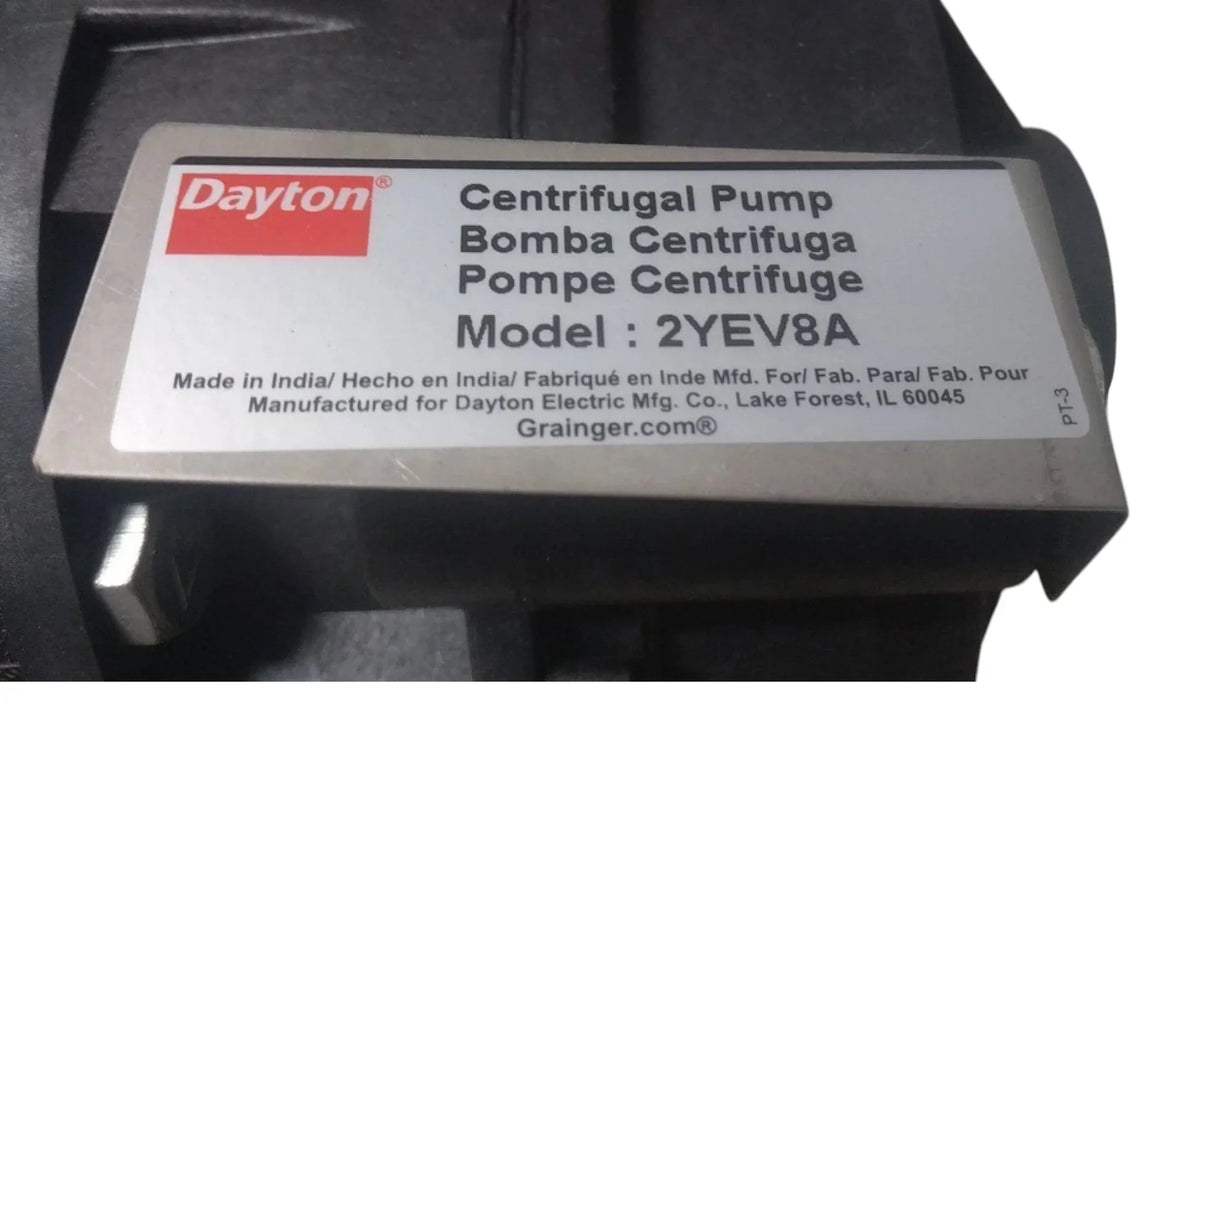 Dayton®
Centrifugal Pump
Bomba Centrifuga
Pompe Centrifuge
Model : 2YEV8A
Made in India/ Hecho en India/ Fabriqué en Inde Mfd. For/ Fab. Para/ Fab. Pour
Manufactured for Dayton Electric Mfg. Co., Lake Forest, IL 60045
Grainger.com®
PT-3